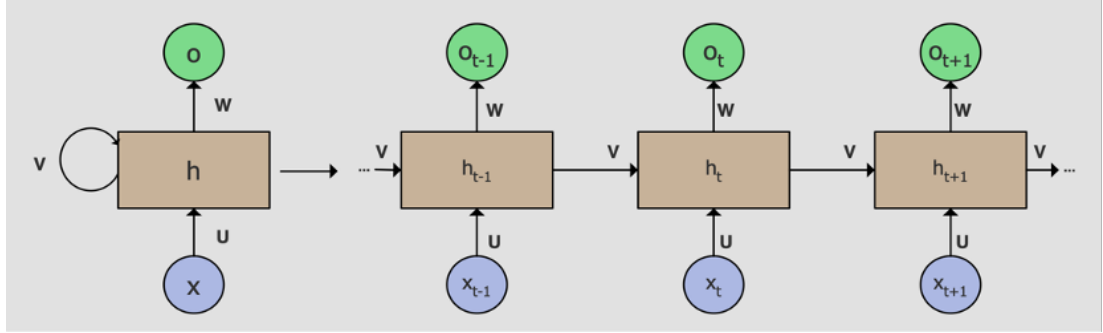 o o_{t-1} o_t o_{t+1}
W W W W
V h ... V h_{t-1} V h_t V h_{t+1} V ...
U U U U
x x_{t-1} x_t x_{t+1}